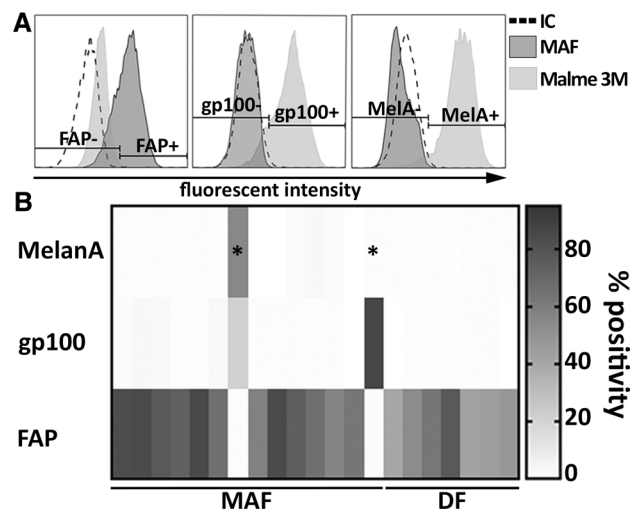 A
FAP- FAP+
gp100- gp100+
MelA- MelA+
IC
MAF
Malme 3M
fluorescent intensity
B
MelanA
gp100
FAP
* *
80
60
40
20
0
% positivity
MAF DF